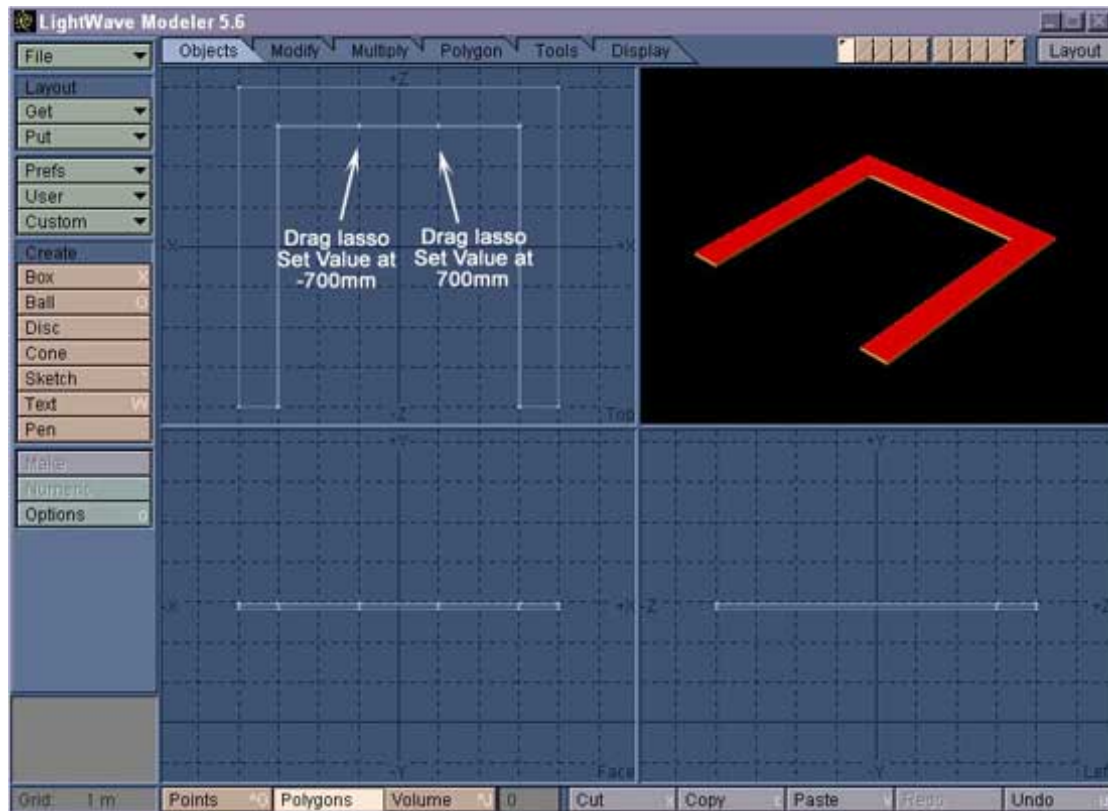 LightWave Modeler 5.6
File
Objects Modify Multiply Polygon Tools Display
Layout
Layout
Get
Put
Prefs
User
Custom
Create
Box X
Ball O
Disc
Cone
Sketch
Text W
Pen
Make
Numeric
Options o
+Z
-X
+X
-Z
Top
Drag lasso
Set Value at
-700mm
Drag lasso
Set Value at
700mm
+Y
-X
+X
-Y
Face
+Y
-Z
+Z
-Y
Left
Grid: 1 m
Points ^G Polygons Volume ^J 0 Cut x Copy c Paste v Redo Undo u